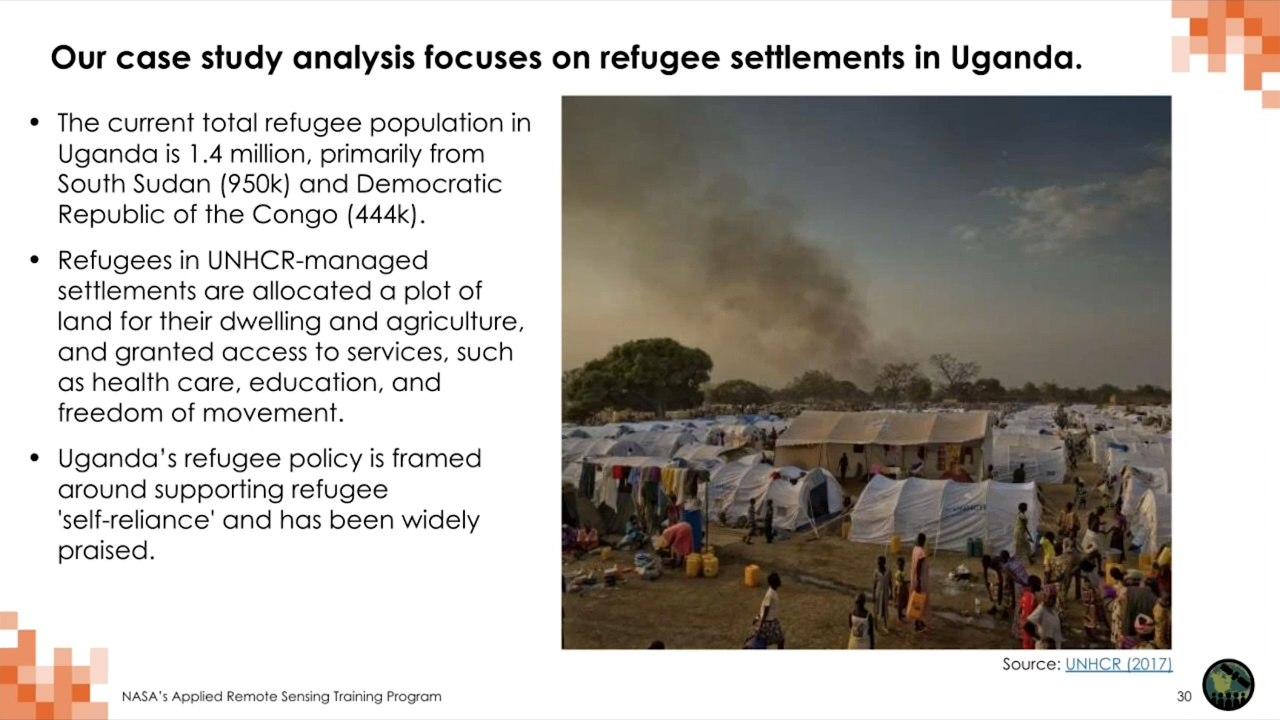 Our case study analysis focuses on refugee settlements in Uganda.
• The current total refugee population in
Uganda is 1.4 million, primarily from
South Sudan (950k) and Democratic
Republic of the Congo (444k).
• Refugees in UNHCR-managed
settlements are allocated a plot of
land for their dwelling and agriculture,
and granted access to services, such
as health care, education, and
freedom of movement.
• Uganda’s refugee policy is framed
around supporting refugee
'self-reliance' and has been widely
praised.
UNHCR
Source: UNHCR (2017)
NASA’s Applied Remote Sensing Training Program
30